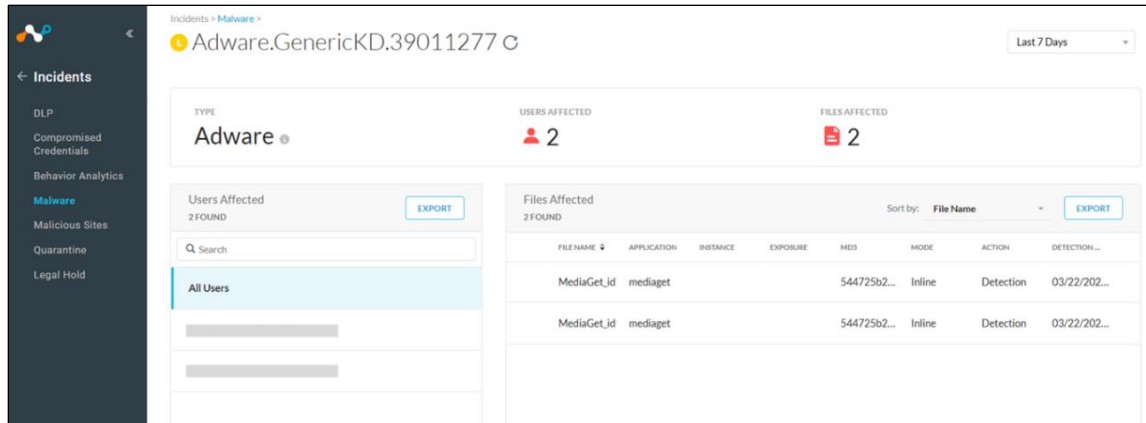 Incidents > Malware >
L Adware.GenericKD.39011277
Last 7 Days
Incidents
DLP
Compromised
Credentials
Behavior Analytics
Malware
Malicious Sites
Quarantine
Legal Hold
TYPE
Adware
USERS AFFECTED
2
FILES AFFECTED
2
Users Affected
2 FOUND
EXPORT
Search
All Users
Files Affected
2 FOUND
Sort by: File Name
EXPORT
FILE NAME APPLICATION INSTANCE EXPOSURE MD5 MODE ACTION DETECTION...
MediaGet_id mediaget 544725b2... Inline Detection 03/22/202...
MediaGet_id mediaget 544725b2... Inline Detection 03/22/202...